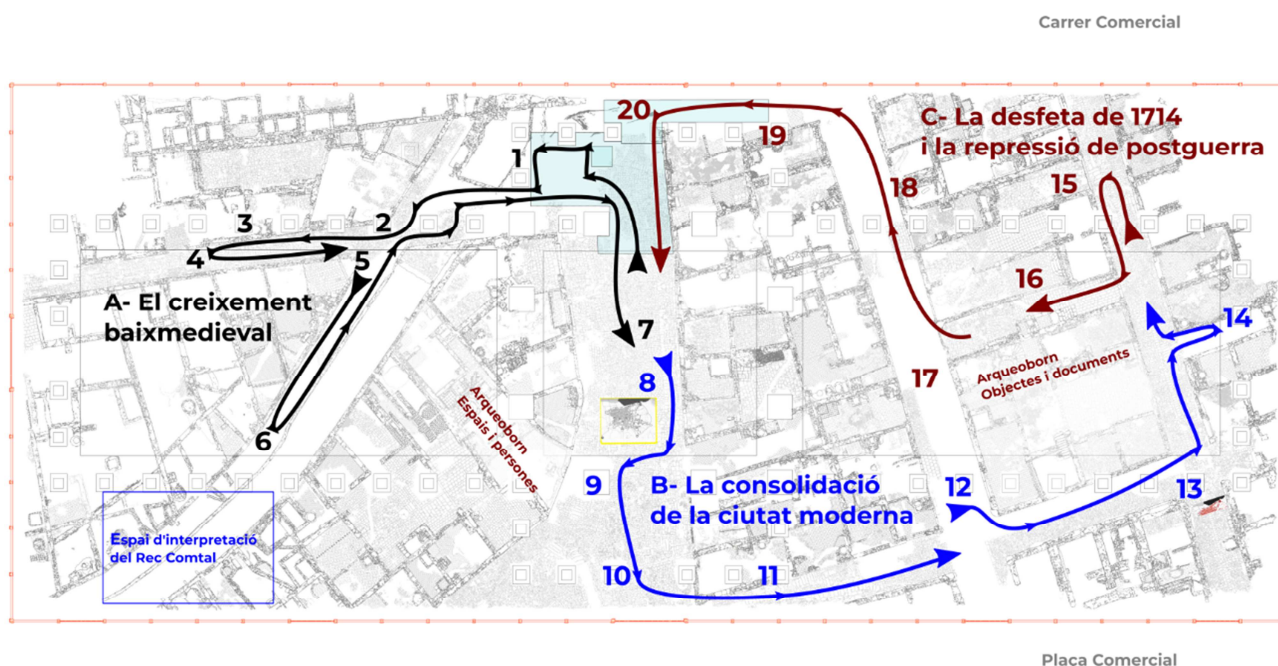 Carrer Comercial
20
19
C- La desfeta de 1714
i la repressió de postguerra
1
15
18
3
2
4
5
16
A- El creixement
baixmedieval
7
14
8
17
Arqueoborn
Objectes i documents
Arqueoborn
Espais i persones
6
9
B- La consolidació
de la ciutat moderna
12
13
Espai d'interpretació
del Rec Comtal
10
11
Placa Comercial